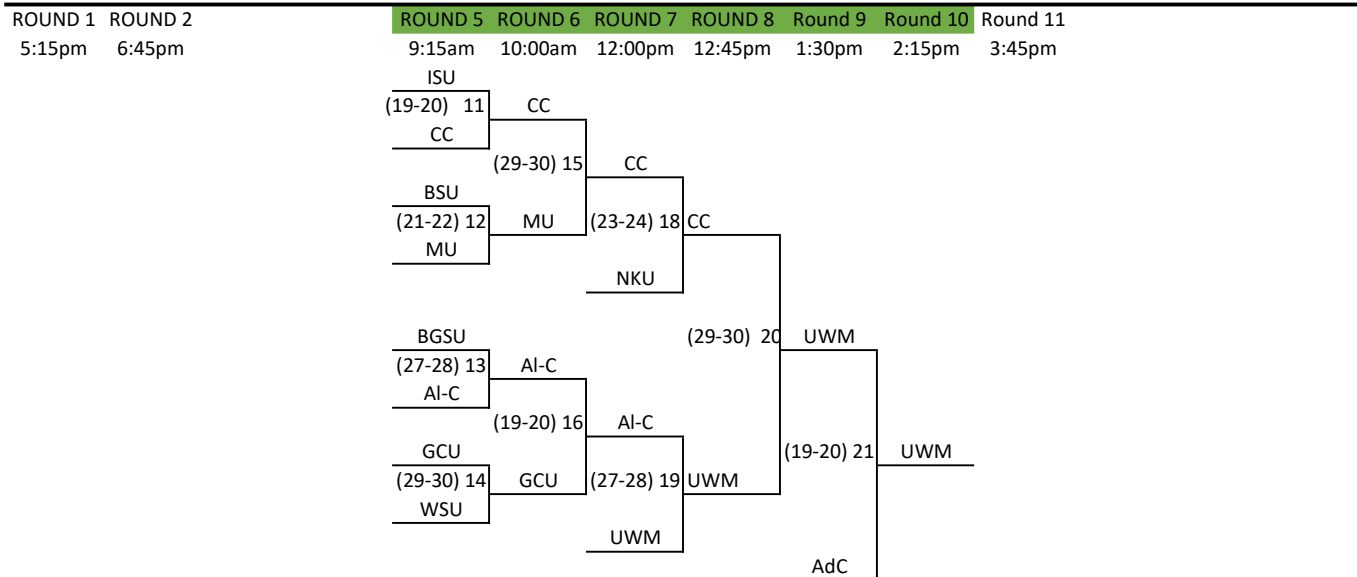 ROUND 1 ROUND 2 ROUND 5 ROUND 6 ROUND 7 ROUND 8 Round 9 Round 10 Round 11
5:15pm 6:45pm 9:15am 10:00am 12:00pm 12:45pm 1:30pm 2:15pm 3:45pm
ISU
(19-20) 11 CC
CC
(29-30) 15 CC
BSU
(21-22) 12 MU (23-24) 18 CC
MU
NKU
BGSU (29-30) 20 UWM
(27-28) 13 Al-C
Al-C
(19-20) 16 Al-C
GCU (19-20) 21 UWM
(29-30) 14 GCU (27-28) 19 UWM
WSU
UWM
AdC